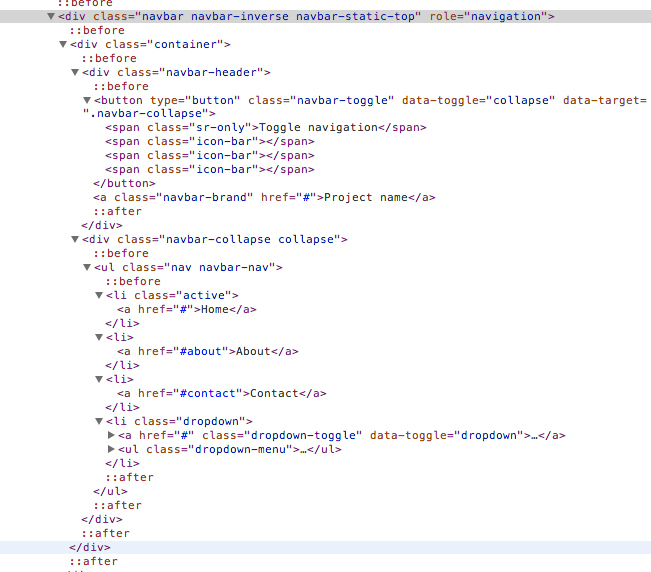 ::before
<div class="navbar navbar-inverse navbar-static-top" role="navigation">
::before
<div class="container">
::before
<div class="navbar-header">
::before
<button type="button" class="navbar-toggle" data-toggle="collapse" data-target=
".navbar-collapse">
<span class="sr-only">Toggle navigation</span>
<span class="icon-bar"></span>
<span class="icon-bar"></span>
<span class="icon-bar"></span>
</button>
<a class="navbar-brand" href="#">Project name</a>
::after
</div>
<div class="navbar-collapse collapse">
::before
<ul class="nav navbar-nav">
::before
<li class="active">
<a href="#">Home</a>
</li>
<li>
<a href="#about">About</a>
</li>
<li>
<a href="#contact">Contact</a>
</li>
<li class="dropdown">
<a href="#" class="dropdown-toggle" data-toggle="dropdown">…</a>
<ul class="dropdown-menu">…</ul>
</li>
::after
</ul>
::after
</div>
::after
</div>
::after